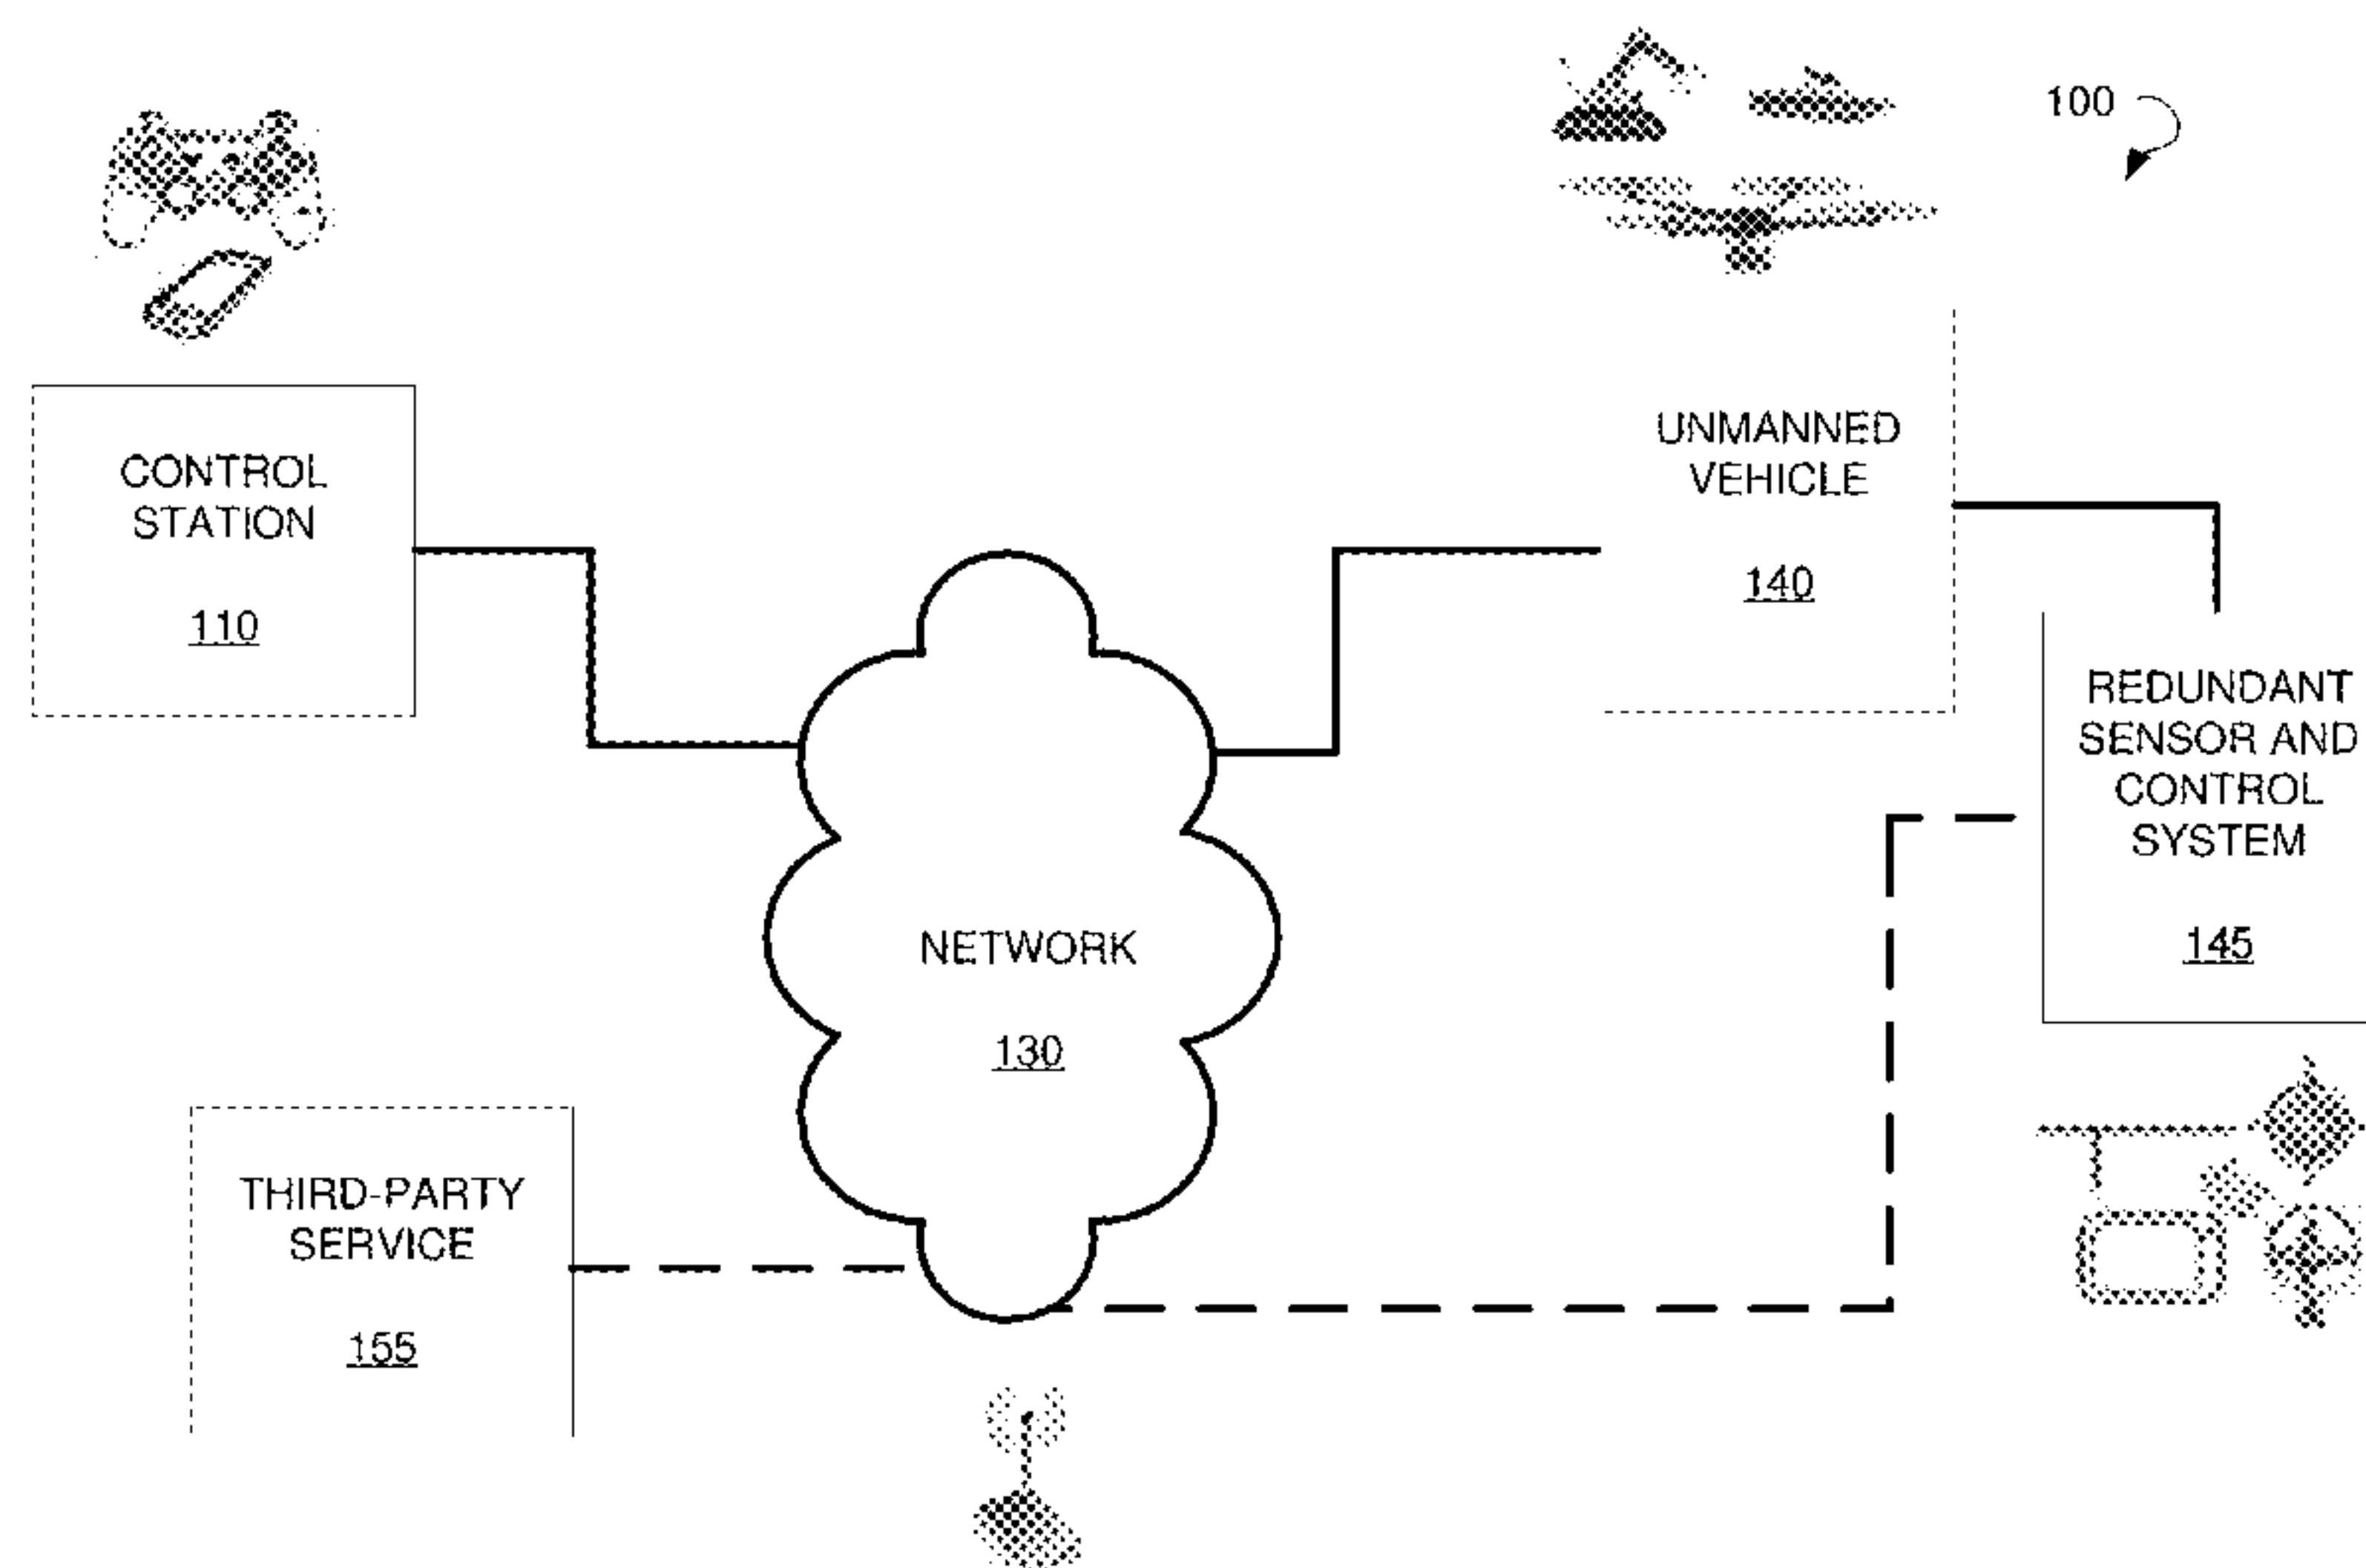 100
CONTROL
STATION
110
UNMANNED
VEHICLE
140
REDUNDANT
SENSOR AND
CONTROL
SYSTEM
145
NETWORK
130
THIRD-PARTY
SERVICE
155